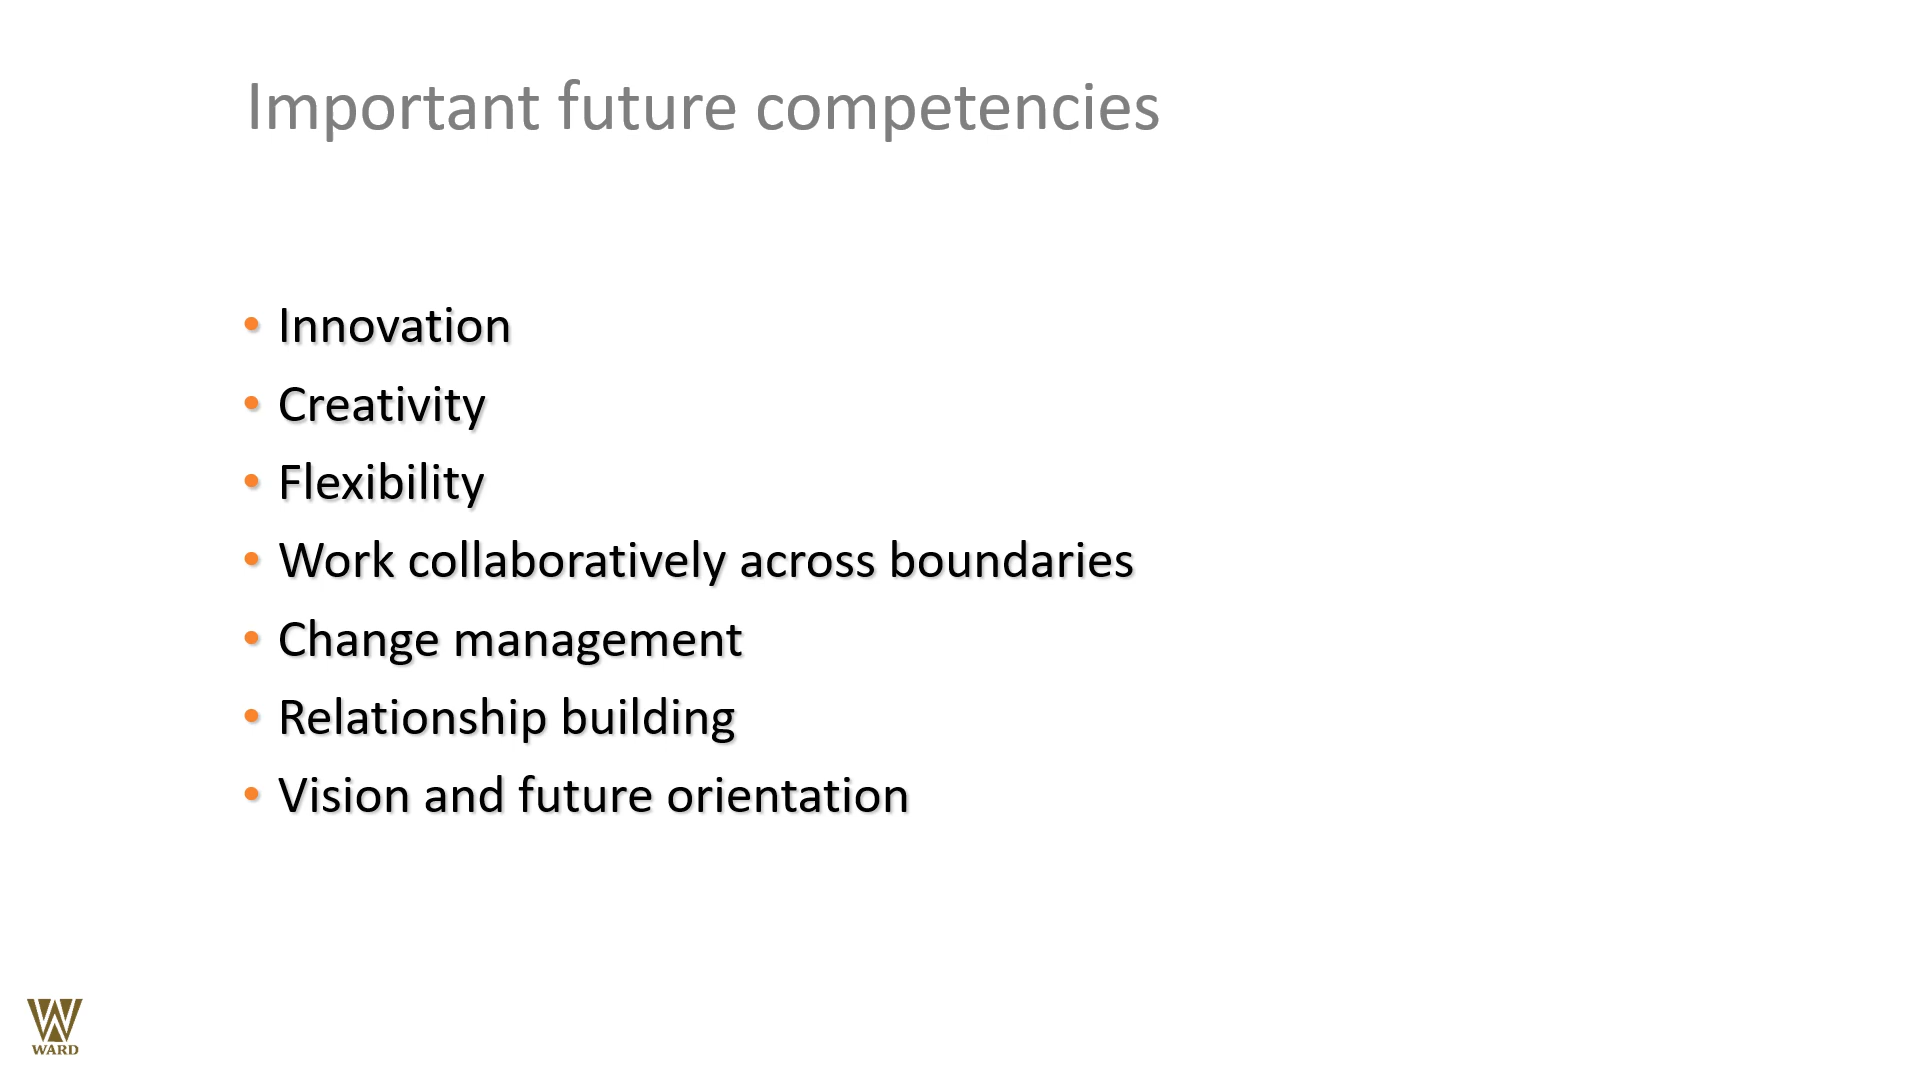 Important future competencies
• Innovation
• Creativity
• Flexibility
• Work collaboratively across boundaries
• Change management
• Relationship building
• Vision and future orientation
WARD